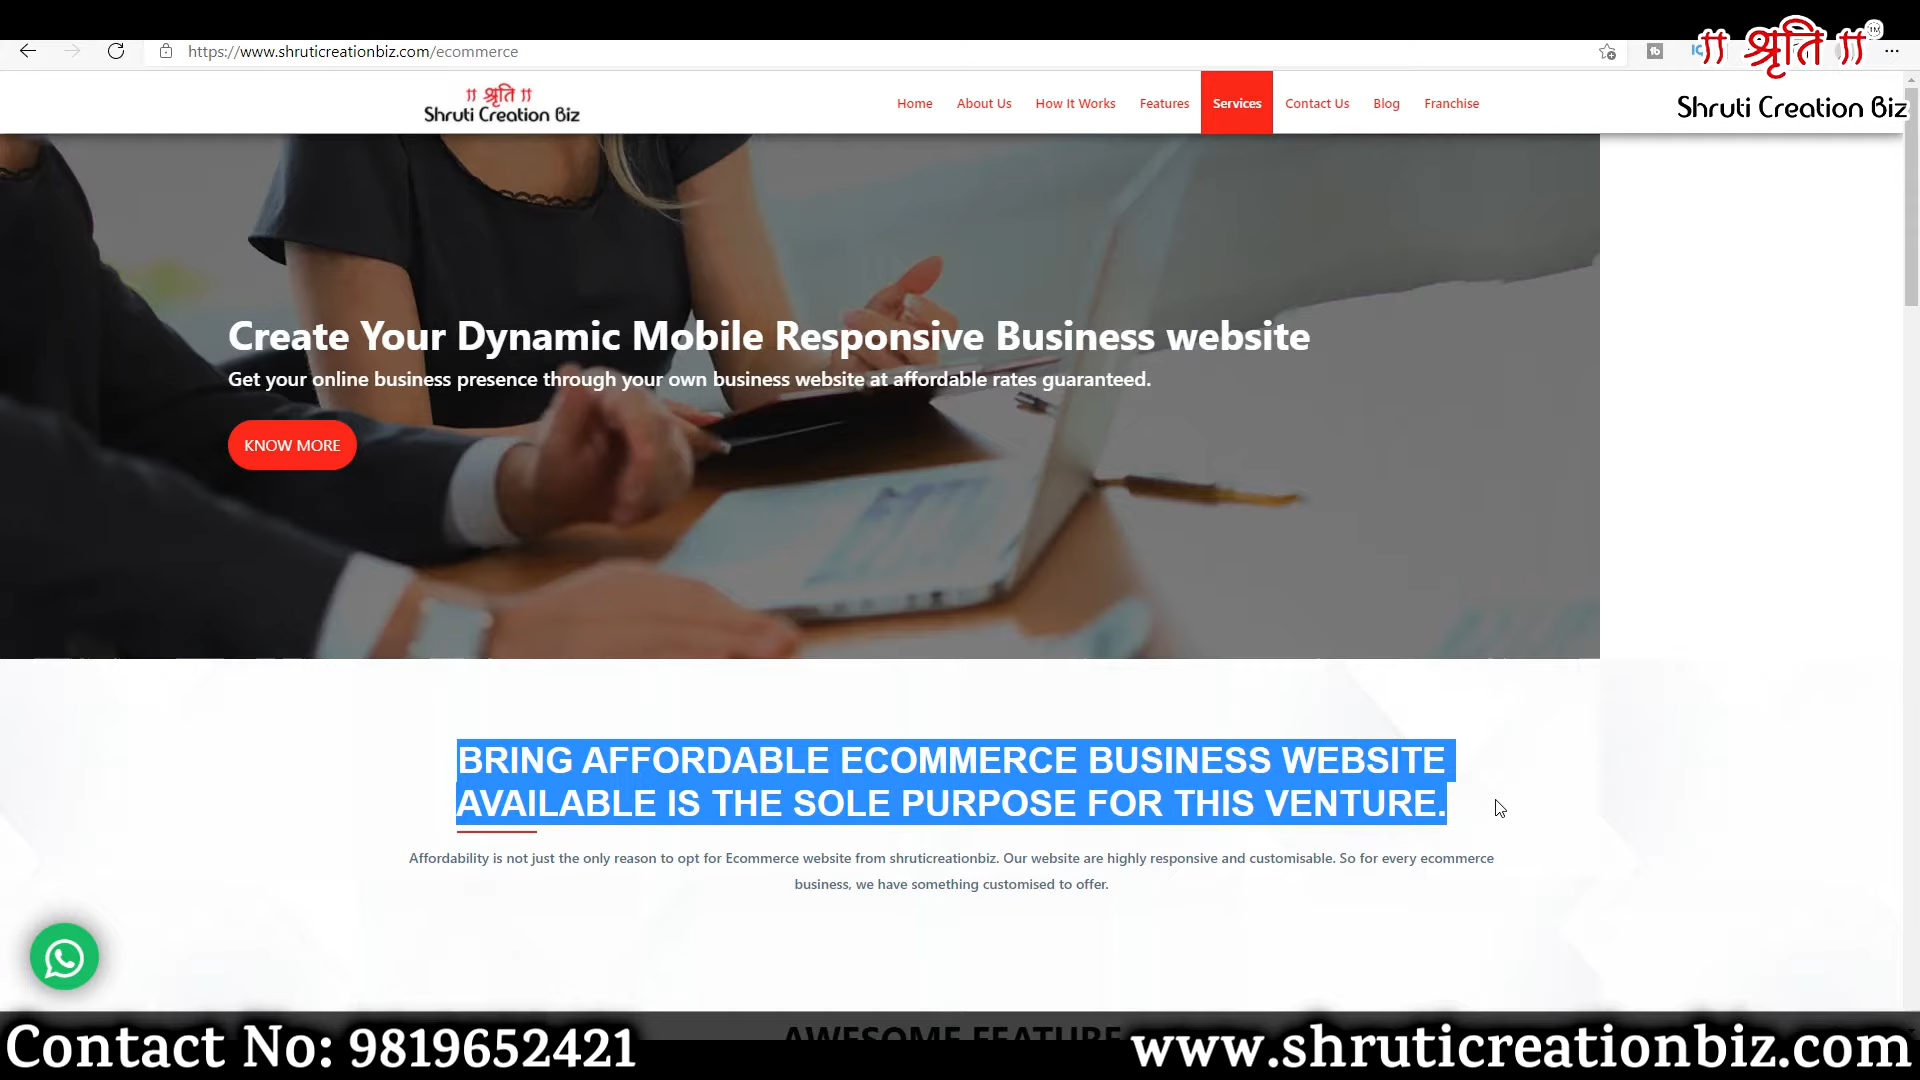 https://www.shruticreationbiz.com/ecommerce
।। श्रृति ।।
TM
Shruti Creation Biz
।। श्रृति ।।
Shruti Creation Biz
Home About Us How It Works Features Services Contact Us Blog Franchise
Create Your Dynamic Mobile Responsive Business website
Get your online business presence through your own business website at affordable rates guaranteed.
KNOW MORE
BRING AFFORDABLE ECOMMERCE BUSINESS WEBSITE
AVAILABLE IS THE SOLE PURPOSE FOR THIS VENTURE.
Affordability is not just the only reason to opt for Ecommerce website from shruticreationbiz. Our website are highly responsive and customisable. So for every ecommerce
business, we have something customised to offer.
AWESOME FEATURE
Contact No: 9819652421
www.shruticreationbiz.com